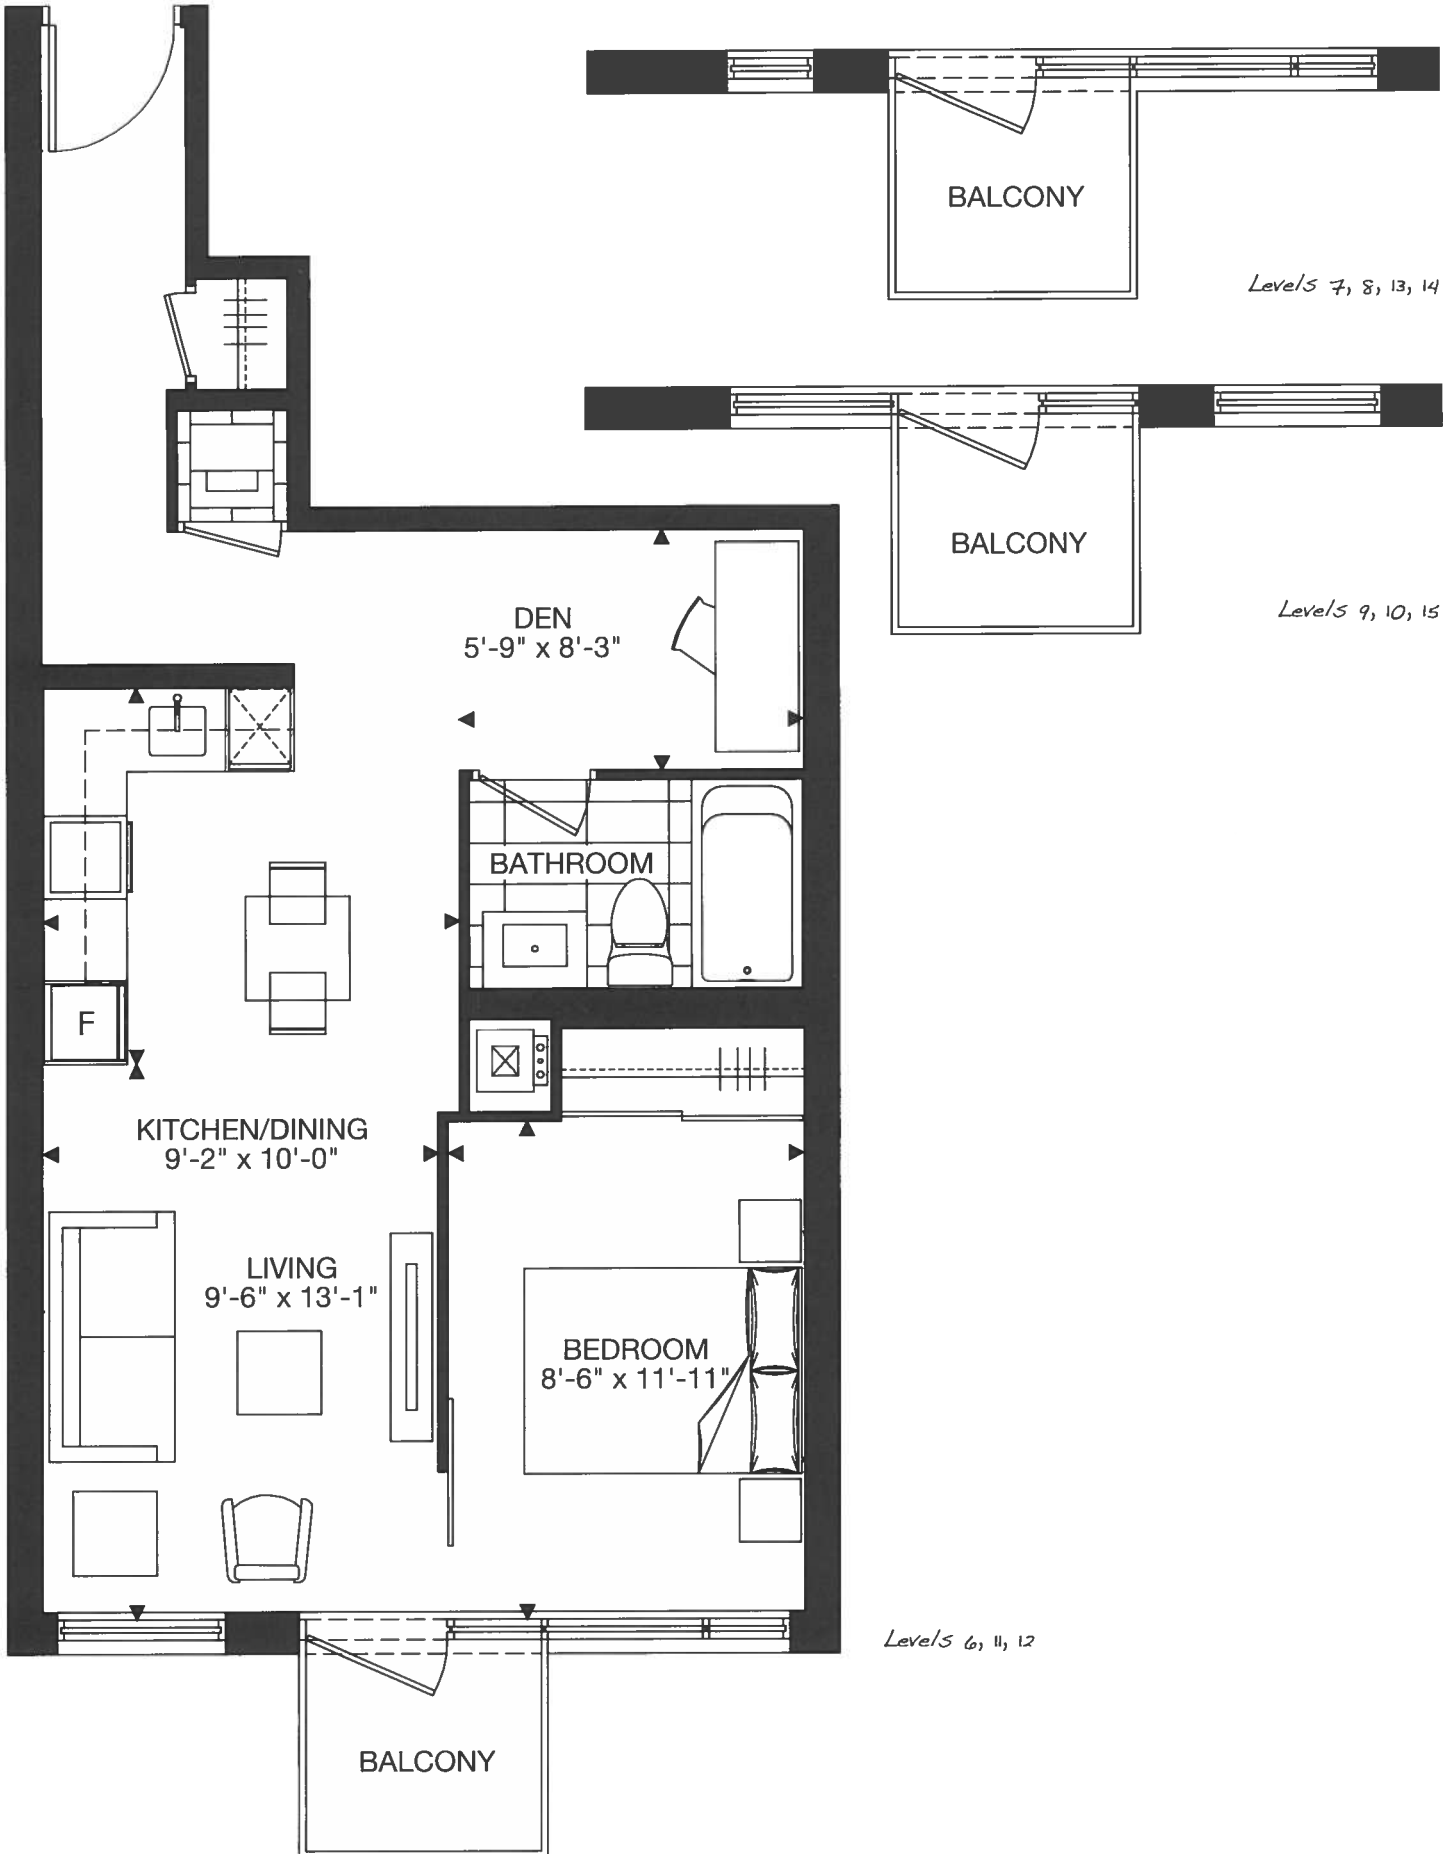 BALCONY
Levels 7, 8, 13, 14
BALCONY
Levels 9, 10, 15
DEN
5'-9" x 8'-3"
BATHROOM
F
KITCHEN/DINING
9'-2" x 10'-0"
LIVING
9'-6" x 13'-1"
BEDROOM
8'-6" x 11'-11"
Levels 6, 11, 12
BALCONY